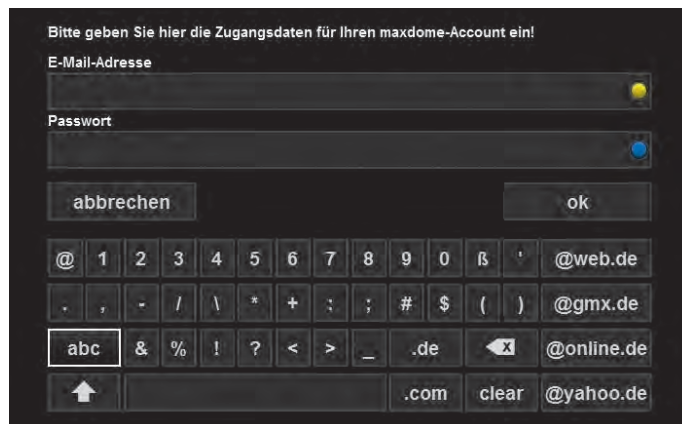 Bitte geben Sie hier die Zugangsdaten für Ihren maxdome-Account ein!
E-Mail-Adresse
Passwort
abbrechen ok
@ 1 2 3 4 5 6 7 8 9 0 ß ' @web.de
. , - / \ * + : ; # $ ( ) @gmx.de
abc & % ! ? < > _ .de x @online.de
.com clear @yahoo.de